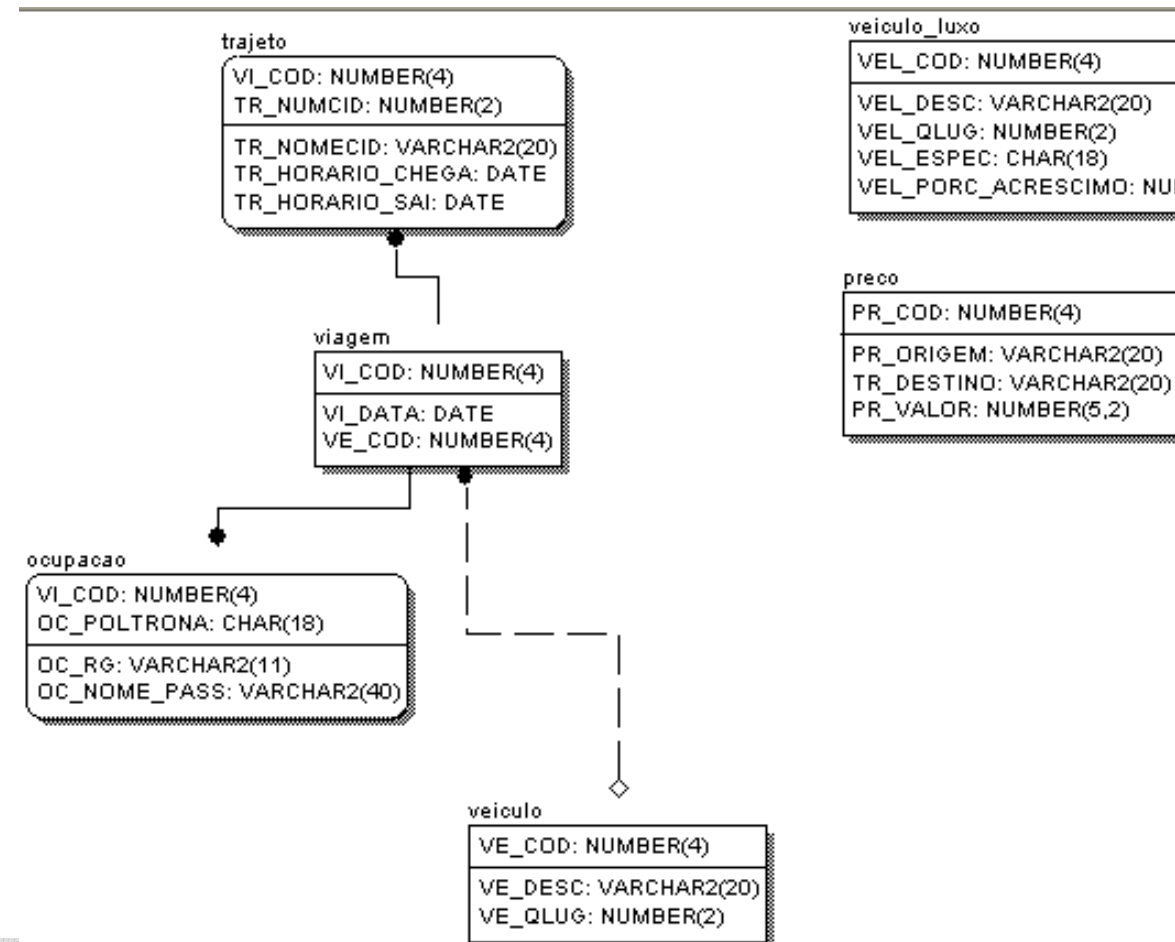 trajeto
VI_COD: NUMBER(4)
TR_NUMCID: NUMBER(2)
TR_NOMECID: VARCHAR2(20)
TR_HORARIO_CHEGA: DATE
TR_HORARIO_SAI: DATE
veiculo_luxo
VEL_COD: NUMBER(4)
VEL_DESC: VARCHAR2(20)
VEL_QLUG: NUMBER(2)
VEL_ESPEC: CHAR(18)
VEL_PORC_ACRESCIMO: NU
preco
PR_COD: NUMBER(4)
PR_ORIGEM: VARCHAR2(20)
TR_DESTINO: VARCHAR2(20)
PR_VALOR: NUMBER(5,2)
viagem
VI_COD: NUMBER(4)
VI_DATA: DATE
VE_COD: NUMBER(4)
ocupacao
VI_COD: NUMBER(4)
OC_POLTRONA: CHAR(18)
OC_RG: VARCHAR2(11)
OC_NOME_PASS: VARCHAR2(40)
veiculo
VE_COD: NUMBER(4)
VE_DESC: VARCHAR2(20)
VE_QLUG: NUMBER(2)